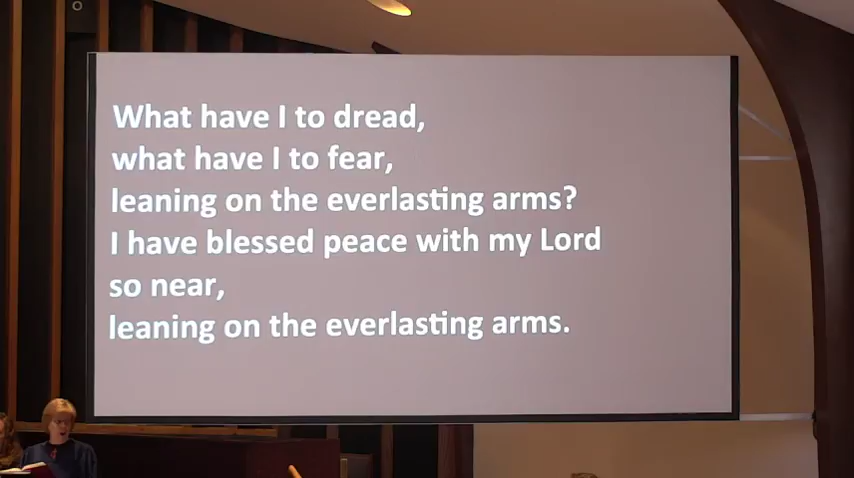 What have I to dread,
what have I to fear,
leaning on the everlasting arms?
I have blessed peace with my Lord
so near,
leaning on the everlasting arms.